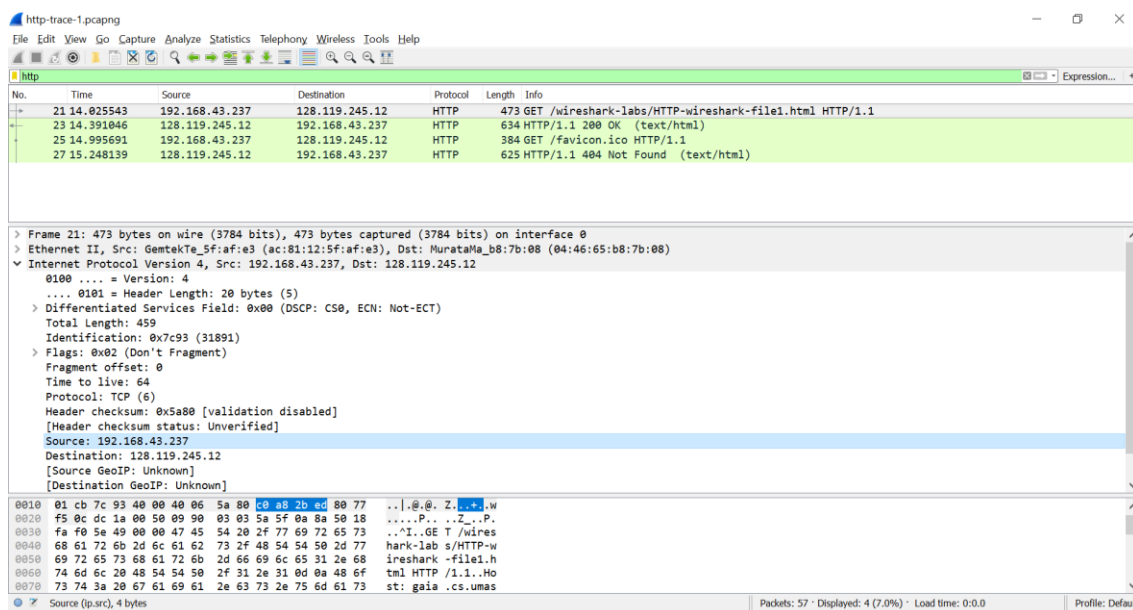 http-trace-1.pcapng
File Edit View Go Capture Analyze Statistics Telephony Wireless Tools Help
http Expression... +
No. Time Source Destination Protocol Length Info
21 14.025543 192.168.43.237 128.119.245.12 HTTP 473 GET /wireshark-labs/HTTP-wireshark-file1.html HTTP/1.1
23 14.391046 128.119.245.12 192.168.43.237 HTTP 634 HTTP/1.1 200 OK (text/html)
25 14.995691 192.168.43.237 128.119.245.12 HTTP 384 GET /favicon.ico HTTP/1.1
27 15.248139 128.119.245.12 192.168.43.237 HTTP 625 HTTP/1.1 404 Not Found (text/html)
Frame 21: 473 bytes on wire (3784 bits), 473 bytes captured (3784 bits) on interface 0
Ethernet II, Src: GemtekTe_5f:af:e3 (ac:81:12:5f:af:e3), Dst: MurataMa_b8:7b:08 (04:46:65:b8:7b:08)
Internet Protocol Version 4, Src: 192.168.43.237, Dst: 128.119.245.12
0100 .... = Version: 4
.... 0101 = Header Length: 20 bytes (5)
Differentiated Services Field: 0x00 (DSCP: CS0, ECN: Not-ECT)
Total Length: 459
Identification: 0x7c93 (31891)
Flags: 0x02 (Don't Fragment)
Fragment offset: 0
Time to live: 64
Protocol: TCP (6)
Header checksum: 0x5a80 [validation disabled]
[Header checksum status: Unverified]
Source: 192.168.43.237
Destination: 128.119.245.12
[Source GeoIP: Unknown]
[Destination GeoIP: Unknown]
0010 01 cb 7c 93 40 00 40 06 5a 80 c0 a8 2b ed 80 77 ..|.@.@. Z...+..w
0020 f5 0c dc 1a 00 50 09 90 03 03 5a 5f 0a 8a 50 18 .....P.. ..Z_..P.
0030 fa f0 5e 49 00 00 47 45 54 20 2f 77 69 72 65 73 ..^I..GE T /wires
0040 68 61 72 6b 2d 6c 61 62 73 2f 48 54 54 50 2d 77 hark-lab s/HTTP-w
0050 69 72 65 73 68 61 72 6b 2d 66 69 6c 65 31 2e 68 ireshark -file1.h
0060 74 6d 6c 20 48 54 54 50 2f 31 2e 31 0d 0a 48 6f tml HTTP /1.1..Ho
0070 73 74 3a 20 67 61 69 61 2e 63 73 2e 75 6d 61 73 st: gaia .cs.umas
Source (ip.src), 4 bytes Packets: 57 · Displayed: 4 (7.0%) · Load time: 0:0.0 Profile: Defau